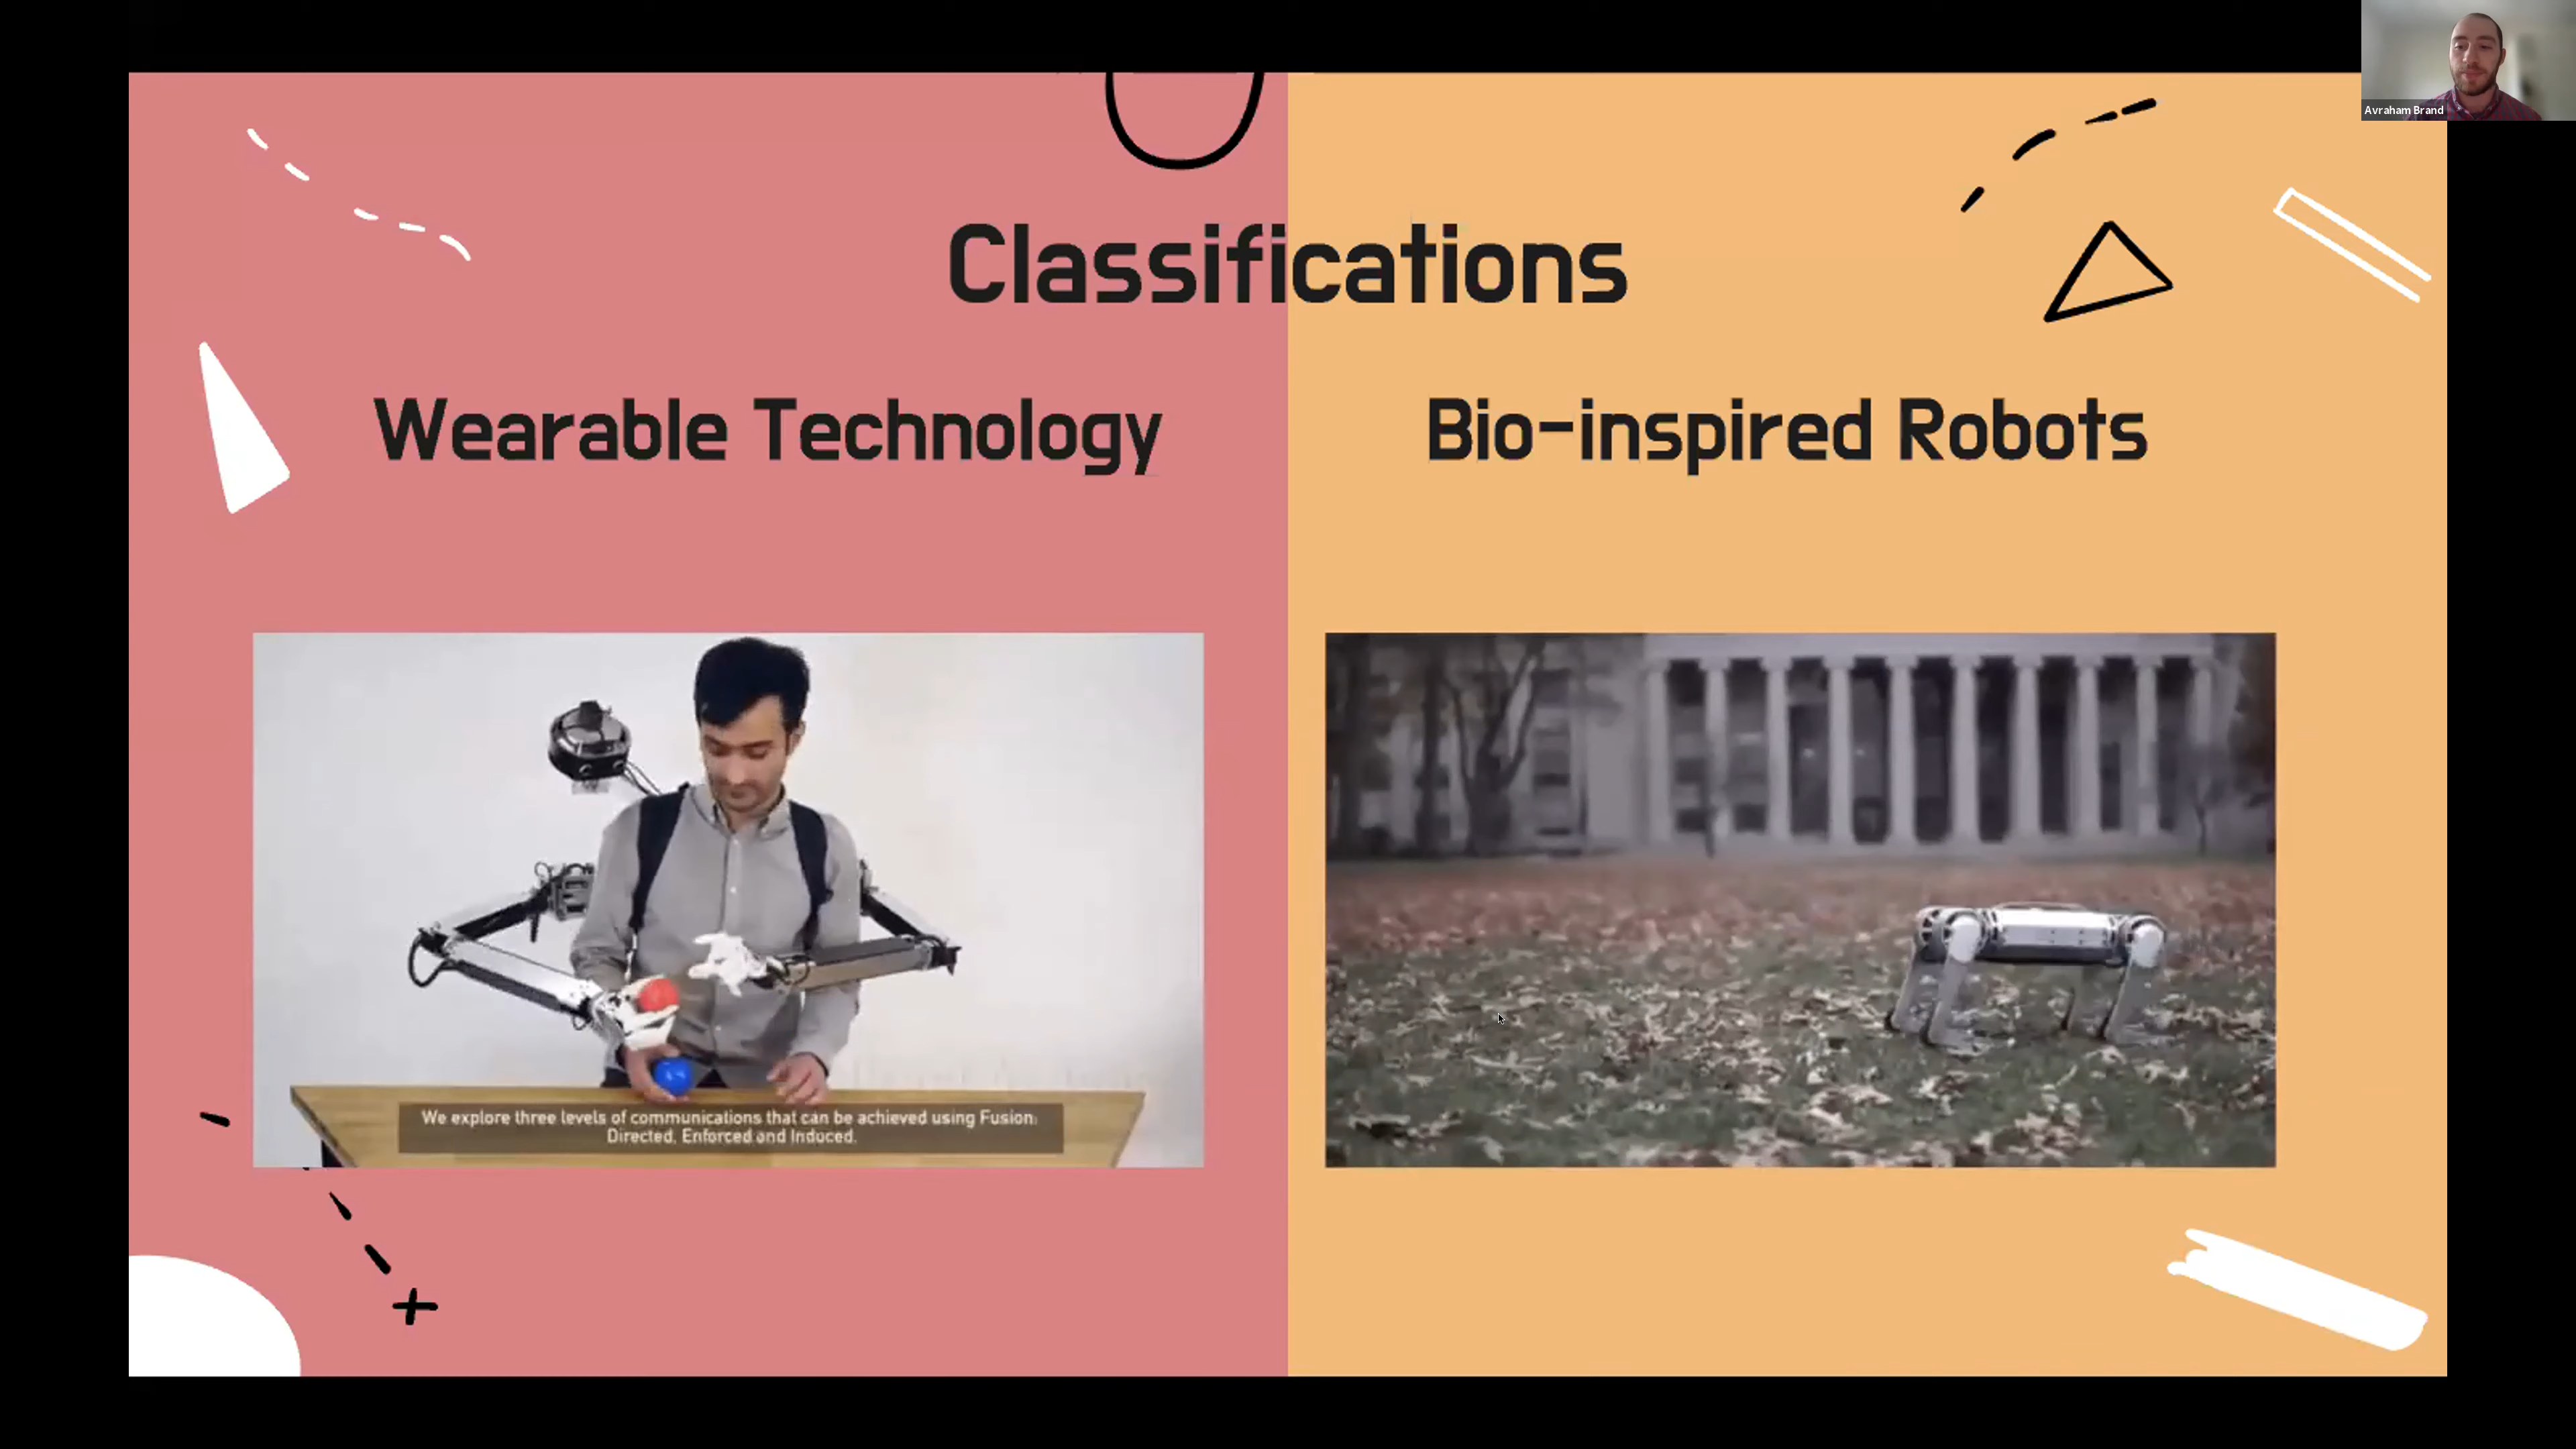 Avraham Brand
Classifications
Wearable Technology
Bio-inspired Robots
We explore three levels of communications that can be achieved using Fusion:
Directed, Enforced and Induced.